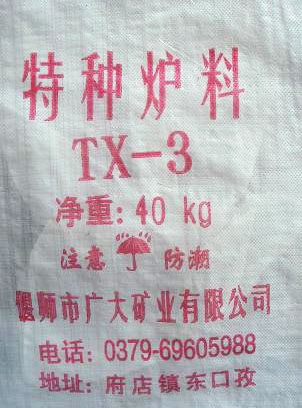 特种炉料
TX-3
净重: 40 kg
注意 防潮
偃师市广大矿业有限公司
电话: 0379-69605988
地址: 府店镇东口孜